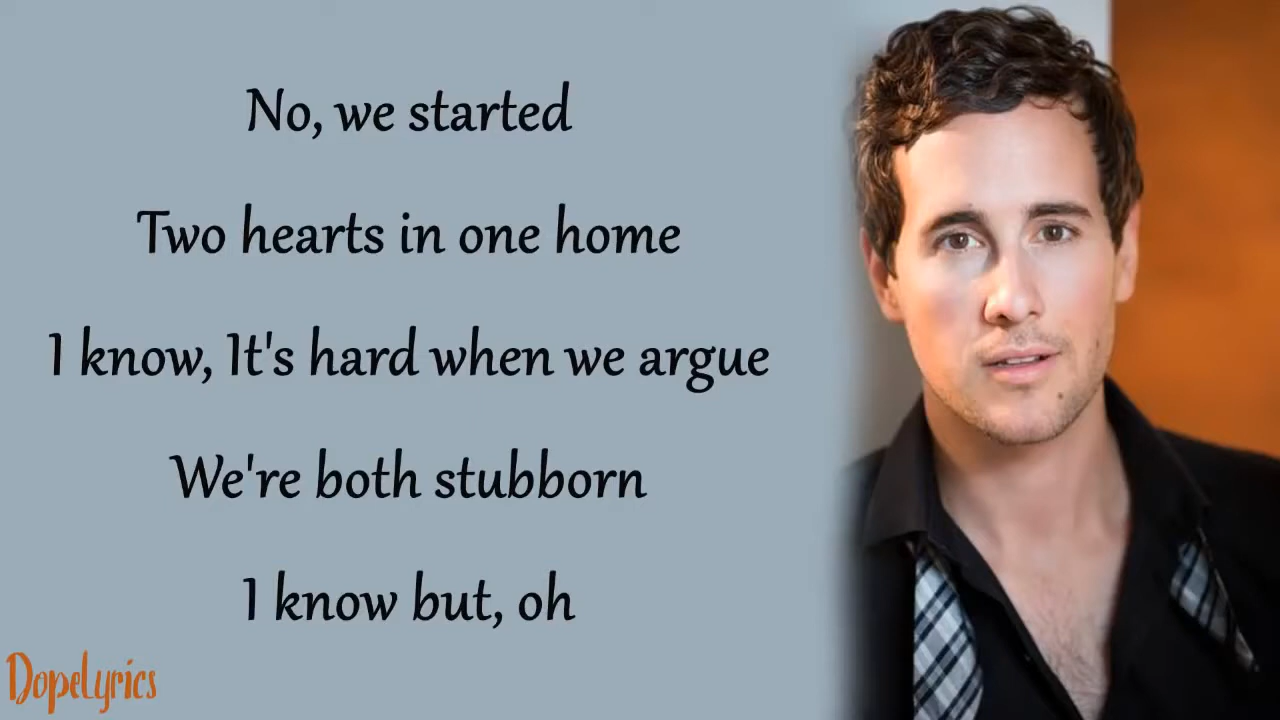 No, we started
Two hearts in one home
I know, It's hard when we argue
We're both stubborn
I know but, oh
DopeLyrics